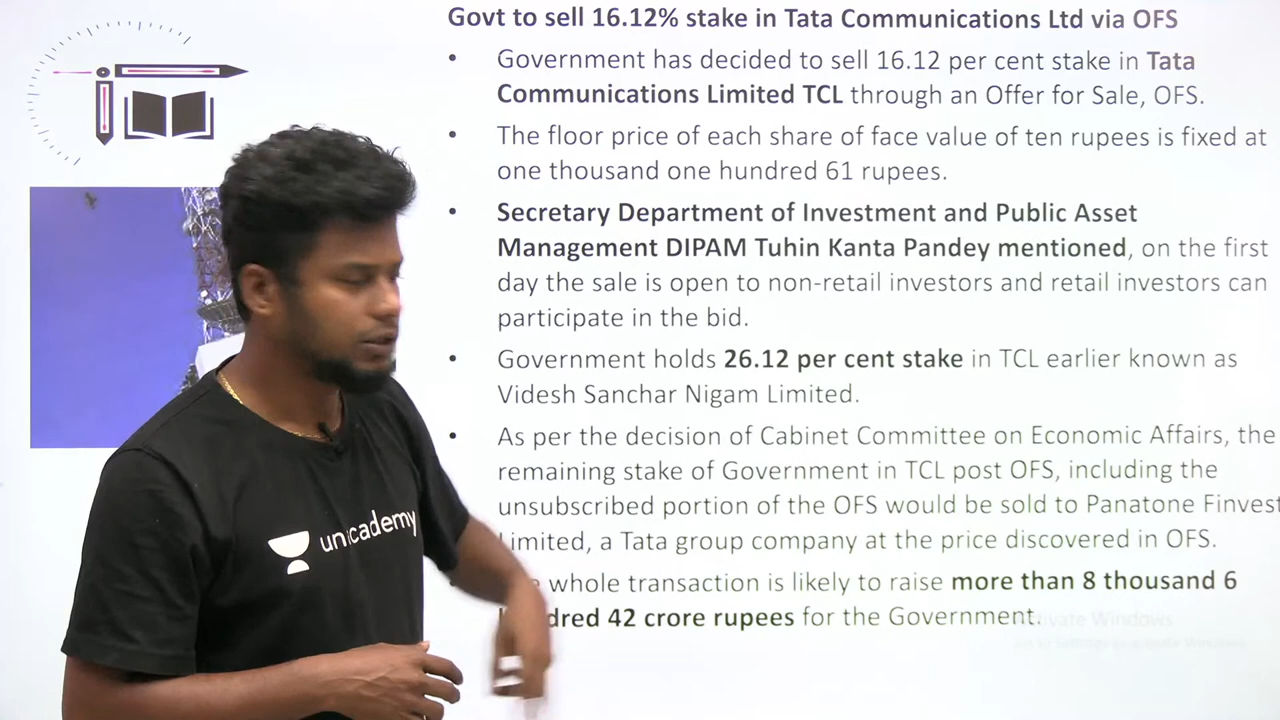 Govt to sell 16.12% stake in Tata Communications Ltd via OFS
• Government has decided to sell 16.12 per cent stake in Tata
Communications Limited TCL through an Offer for Sale, OFS.
• The floor price of each share of face value of ten rupees is fixed at
one thousand one hundred 61 rupees.
• Secretary Department of Investment and Public Asset
Management DIPAM Tuhin Kanta Pandey mentioned, on the first
day the sale is open to non-retail investors and retail investors can
participate in the bid.
• Government holds 26.12 per cent stake in TCL earlier known as
Videsh Sanchar Nigam Limited.
• As per the decision of Cabinet Committee on Economic Affairs, the
remaining stake of Government in TCL post OFS, including the
unsubscribed portion of the OFS would be sold to Panatone Finvest
Limited, a Tata group company at the price discovered in OFS.
whole transaction is likely to raise more than 8 thousand 6
42 crore rupees for the Government.
Activate Windows
unacademy